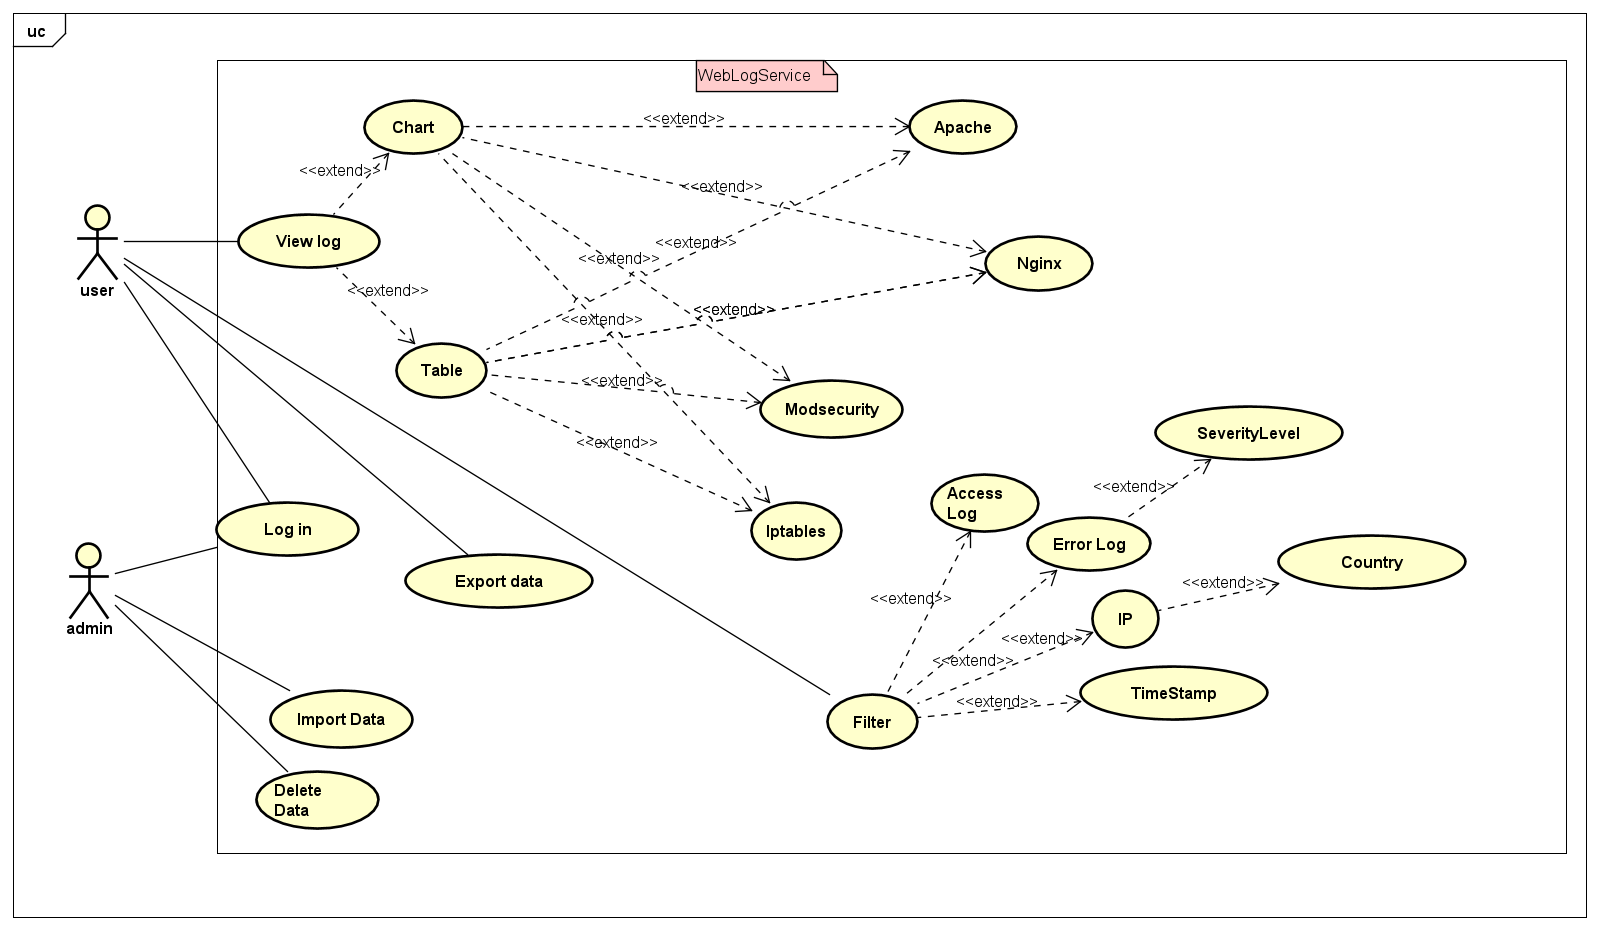 uc
WebLogService
Chart
<<extend>>
Apache
<<extend>>
<<extend>>
user
View log
<<extend>>
<<extend>>
Nginx
<<extend>>
<<extend>>
<<extend>>
Table
<<extend>>
Modsecurity
<<extend>>
SeverityLevel
<<extend>>
Access
Log
Log in
Iptables
Error Log
Export data
Country
<<extend>>
<<extend>>
IP
admin
<<extend>>
<<extend>>
TimeStamp
<<extend>>
Import Data
Filter
Delete
Data